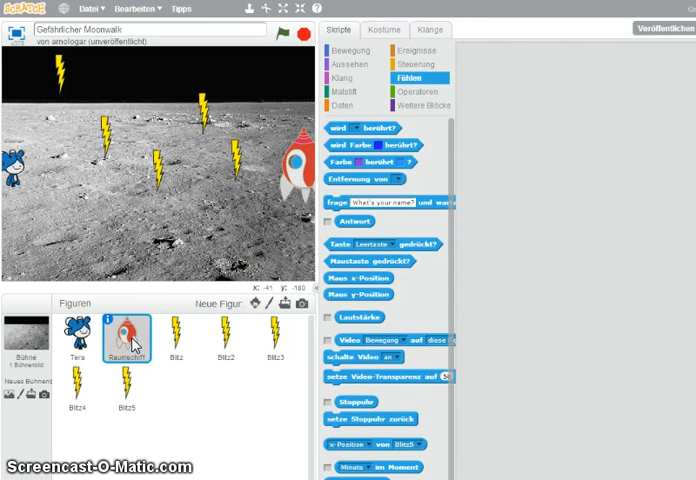 SCRATCH Datei Bearbeiten Tipps ?
v376 Gefährlicher Moonwalk
von arnologar (unveröffentlicht)
Skripte Kostüme Klänge
Veröffentlichen
Bewegung Ereignisse
Aussehen Steuerung
Klang Fühlen
Malstift Operatoren
Daten Weitere Blöcke
wird berührt?
wird Farbe berührt?
Farbe berührt ?
Entfernung von
frage What's your name? und war
Antwort
Taste Leertaste gedrückt?
Maustaste gedrückt?
Maus x-Position
Maus y-Position
Lautstärke
Video Bewegung auf diese
schalte Video an
setze Video-Transparenz auf
Stoppuhr
setze Stoppuhr zurück
x-Position von Blitz5
Minute im Moment
x: -41 y: -180
Figuren Neue Figur:
Bühne
1 Bühnenbild
Neues Bühnenbi
Tera Raumschiff Blitz Blitz2 Blitz3
Blitz4 Blitz5
Screencast-O-Matic.com